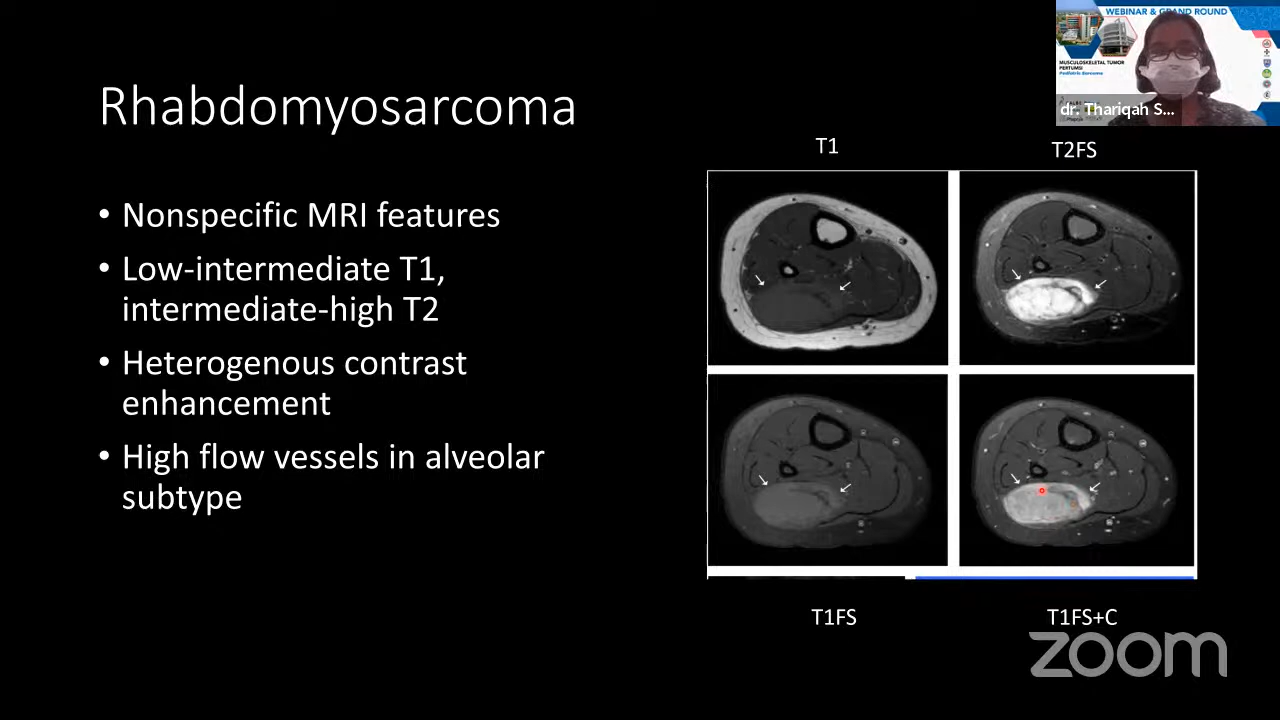 WEBINAR & GRAND ROUND
MUSCULOSKELETAL TUMOR
PERTUMSI
Pediatric Sarcoma
dr. Thariqah S...
Rhabdomyosarcoma
• Nonspecific MRI features
• Low-intermediate T1,
intermediate-high T2
• Heterogenous contrast
enhancement
• High flow vessels in alveolar
subtype
T1
T2FS
T1FS
T1FS+C
zoom